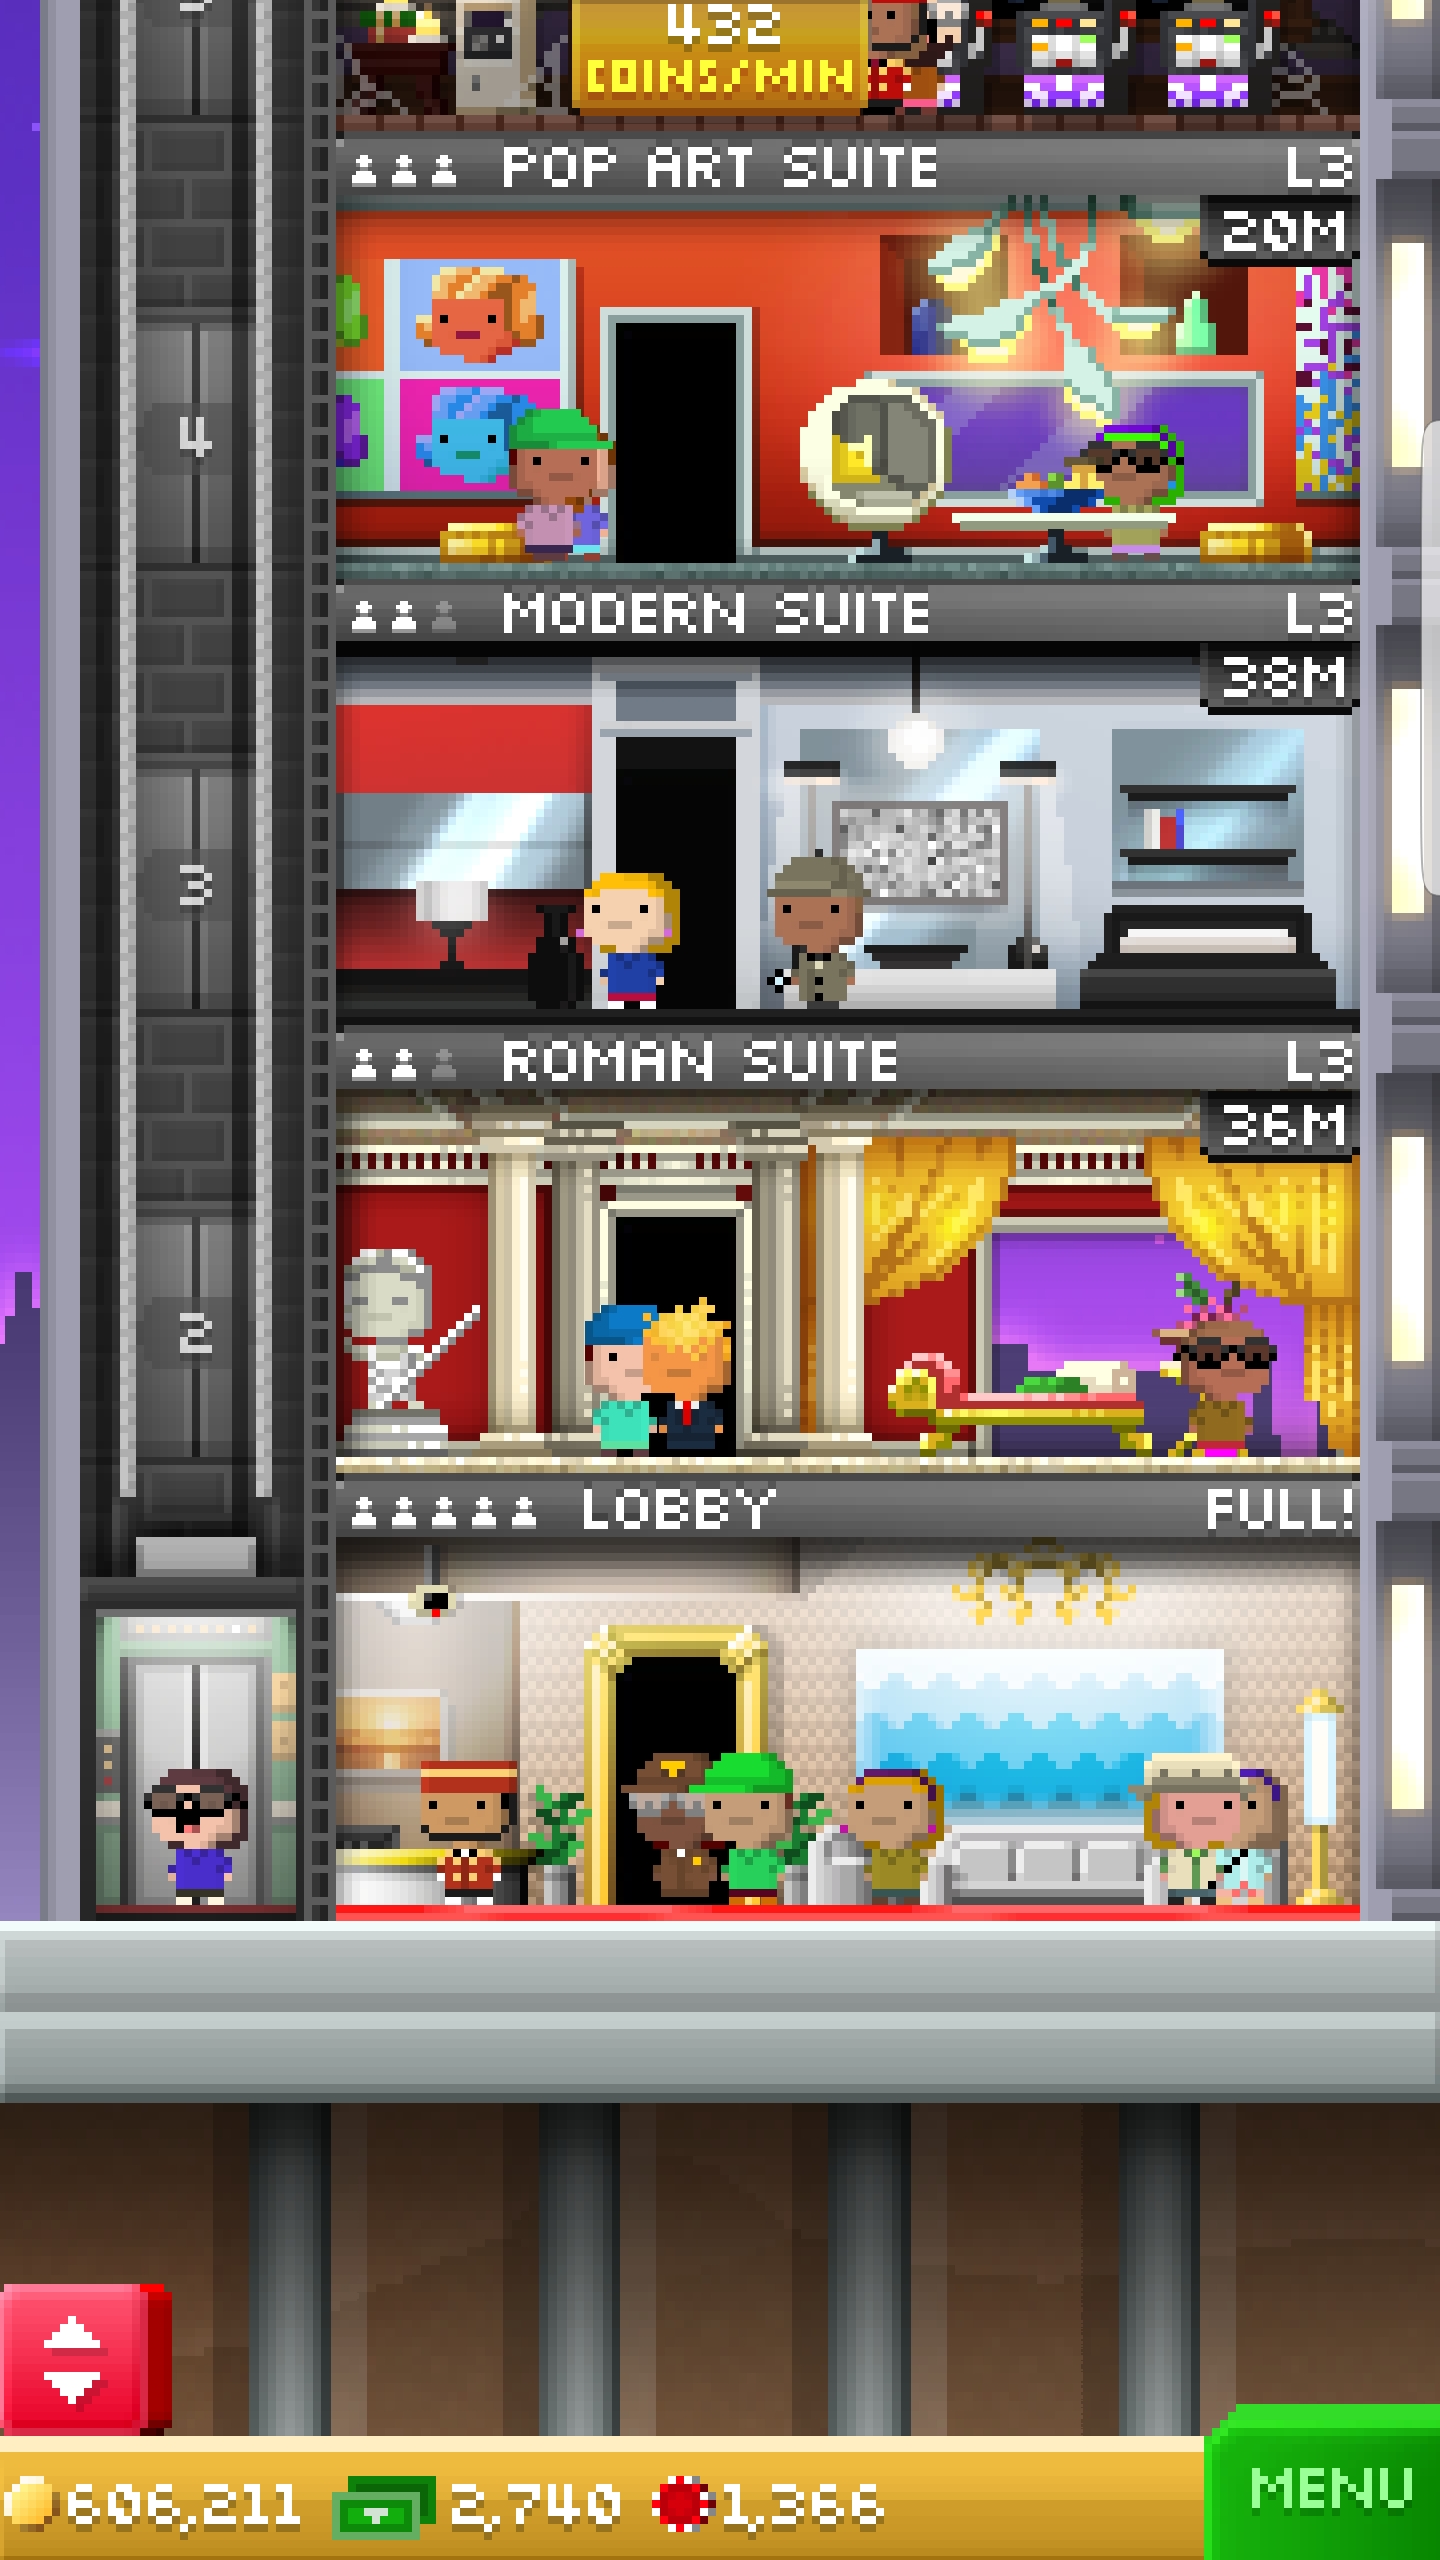 432
COINS/MIN
POP ART SUITE L3
20M
4
MODERN SUITE L3
38M
3
ROMAN SUITE L3
36M
2
LOBBY FULL!
606,211 2,740 1,366
MENU